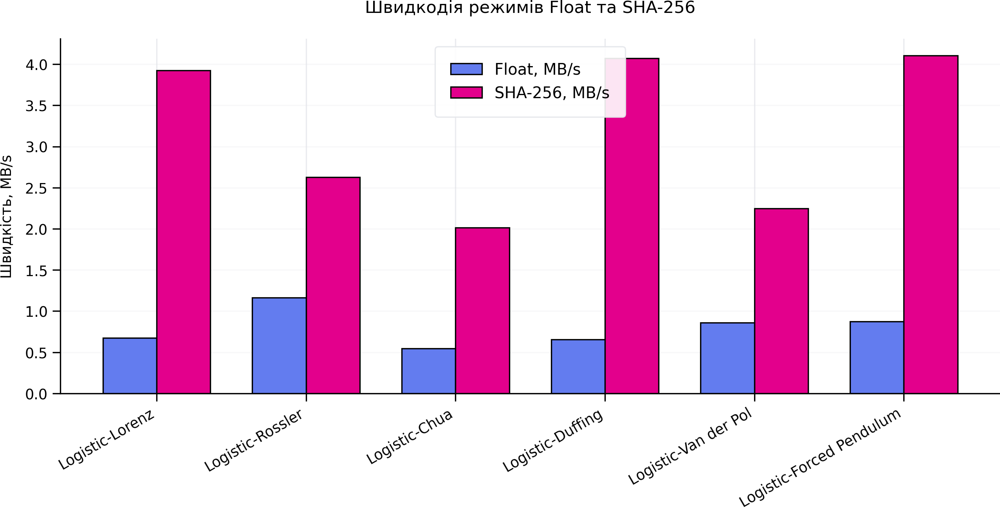 Швидкодія режимів Float та SHA-256
Float, MB/s
SHA-256, MB/s
Швидкість, MB/s
4.0
3.5
3.0
2.5
2.0
1.5
1.0
0.5
0.0
Logistic-Lorenz
Logistic-Rossler
Logistic-Chua
Logistic-Duffing
Logistic-Van der Pol
Logistic-Forced Pendulum